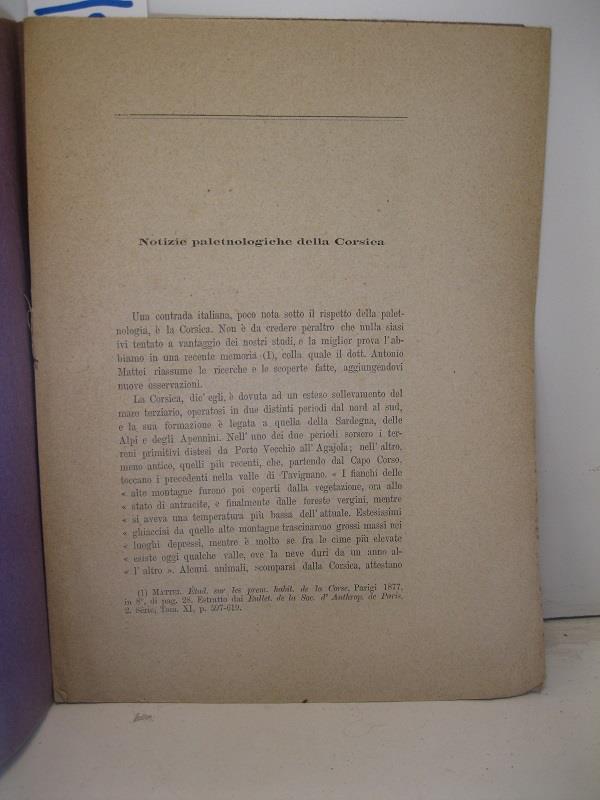 Notizie paletnologiche della Corsica
Una contrada italiana, poco nota sotto il rispetto della palet-
nologia, è la Corsica. Non è da credere peraltro che nulla siasi
ivi tentato a vantaggio dei nostri studi, e la miglior prova l'ab-
biamo in una recente memoria (1), colla quale il dott. Antonio
Mattei riassume le ricerche e le scoperte fatte, aggiungendovi
nuove osservazioni.
La Corsica, dic' egli, è dovuta ad un esteso sollevamento del
mare terziario, operatosi in due distinti periodi dal nord al sud,
e la sua formazione è legata a quella della Sardegna, delle
Alpi e degli Apennini. Nell' uno dei due periodi sorsero i ter-
reni primitivi distesi da Porto Vecchio all' Agajola; nell' altro,
meno antico, quelli più recenti, che, partendo dal Capo Corso,
toccano i precedenti nella valle di Tavignano. « I fianchi delle
« alte montagne furono poi coperti dalla vegetazione, ora allo
« stato di antracite, e finalmente dalle foreste vergini, mentre
« si aveva una temperatura più bassa dell' attuale. Estesissimi
« ghiacciai da quelle alte montagne trascinarono grossi massi nei
« luoghi depressi, mentre è molto se fra le cime più elevate
« esiste oggi qualche valle, ove la neve duri da un anno al-
« l' altro ». Alcuni animali, scomparsi dalla Corsica, attestano
(1) MATTEI. Étud. sur les prem. habit. de la Corse, Parigi 1877,
in 8°, di pag. 28. Estratto dai Bullet. de la Soc. d' Anthrop. de Paris,
2. Série, Tom. XI, p. 597-619.